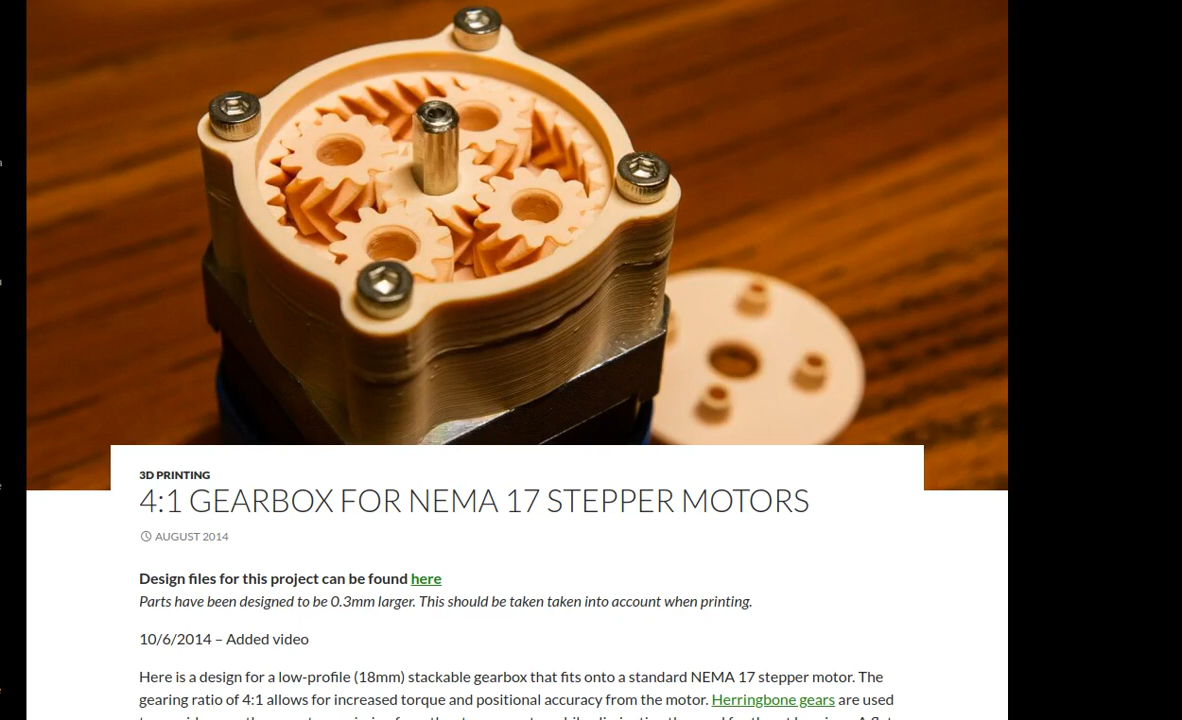 3D PRINTING
4:1 GEARBOX FOR NEMA 17 STEPPER MOTORS
AUGUST 2014
Design files for this project can be found here
Parts have been designed to be 0.3mm larger. This should be taken taken into account when printing.
10/6/2014 – Added video
Here is a design for a low-profile (18mm) stackable gearbox that fits onto a standard NEMA 17 stepper motor. The
gearing ratio of 4:1 allows for increased torque and positional accuracy from the motor. Herringbone gears are used